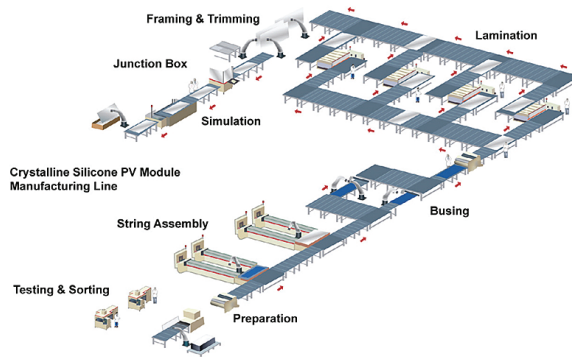 Framing & Trimming
Lamination
Junction Box
Simulation
Crystalline Silicone PV Module
Manufacturing Line
Busing
String Assembly
Testing & Sorting
Preparation